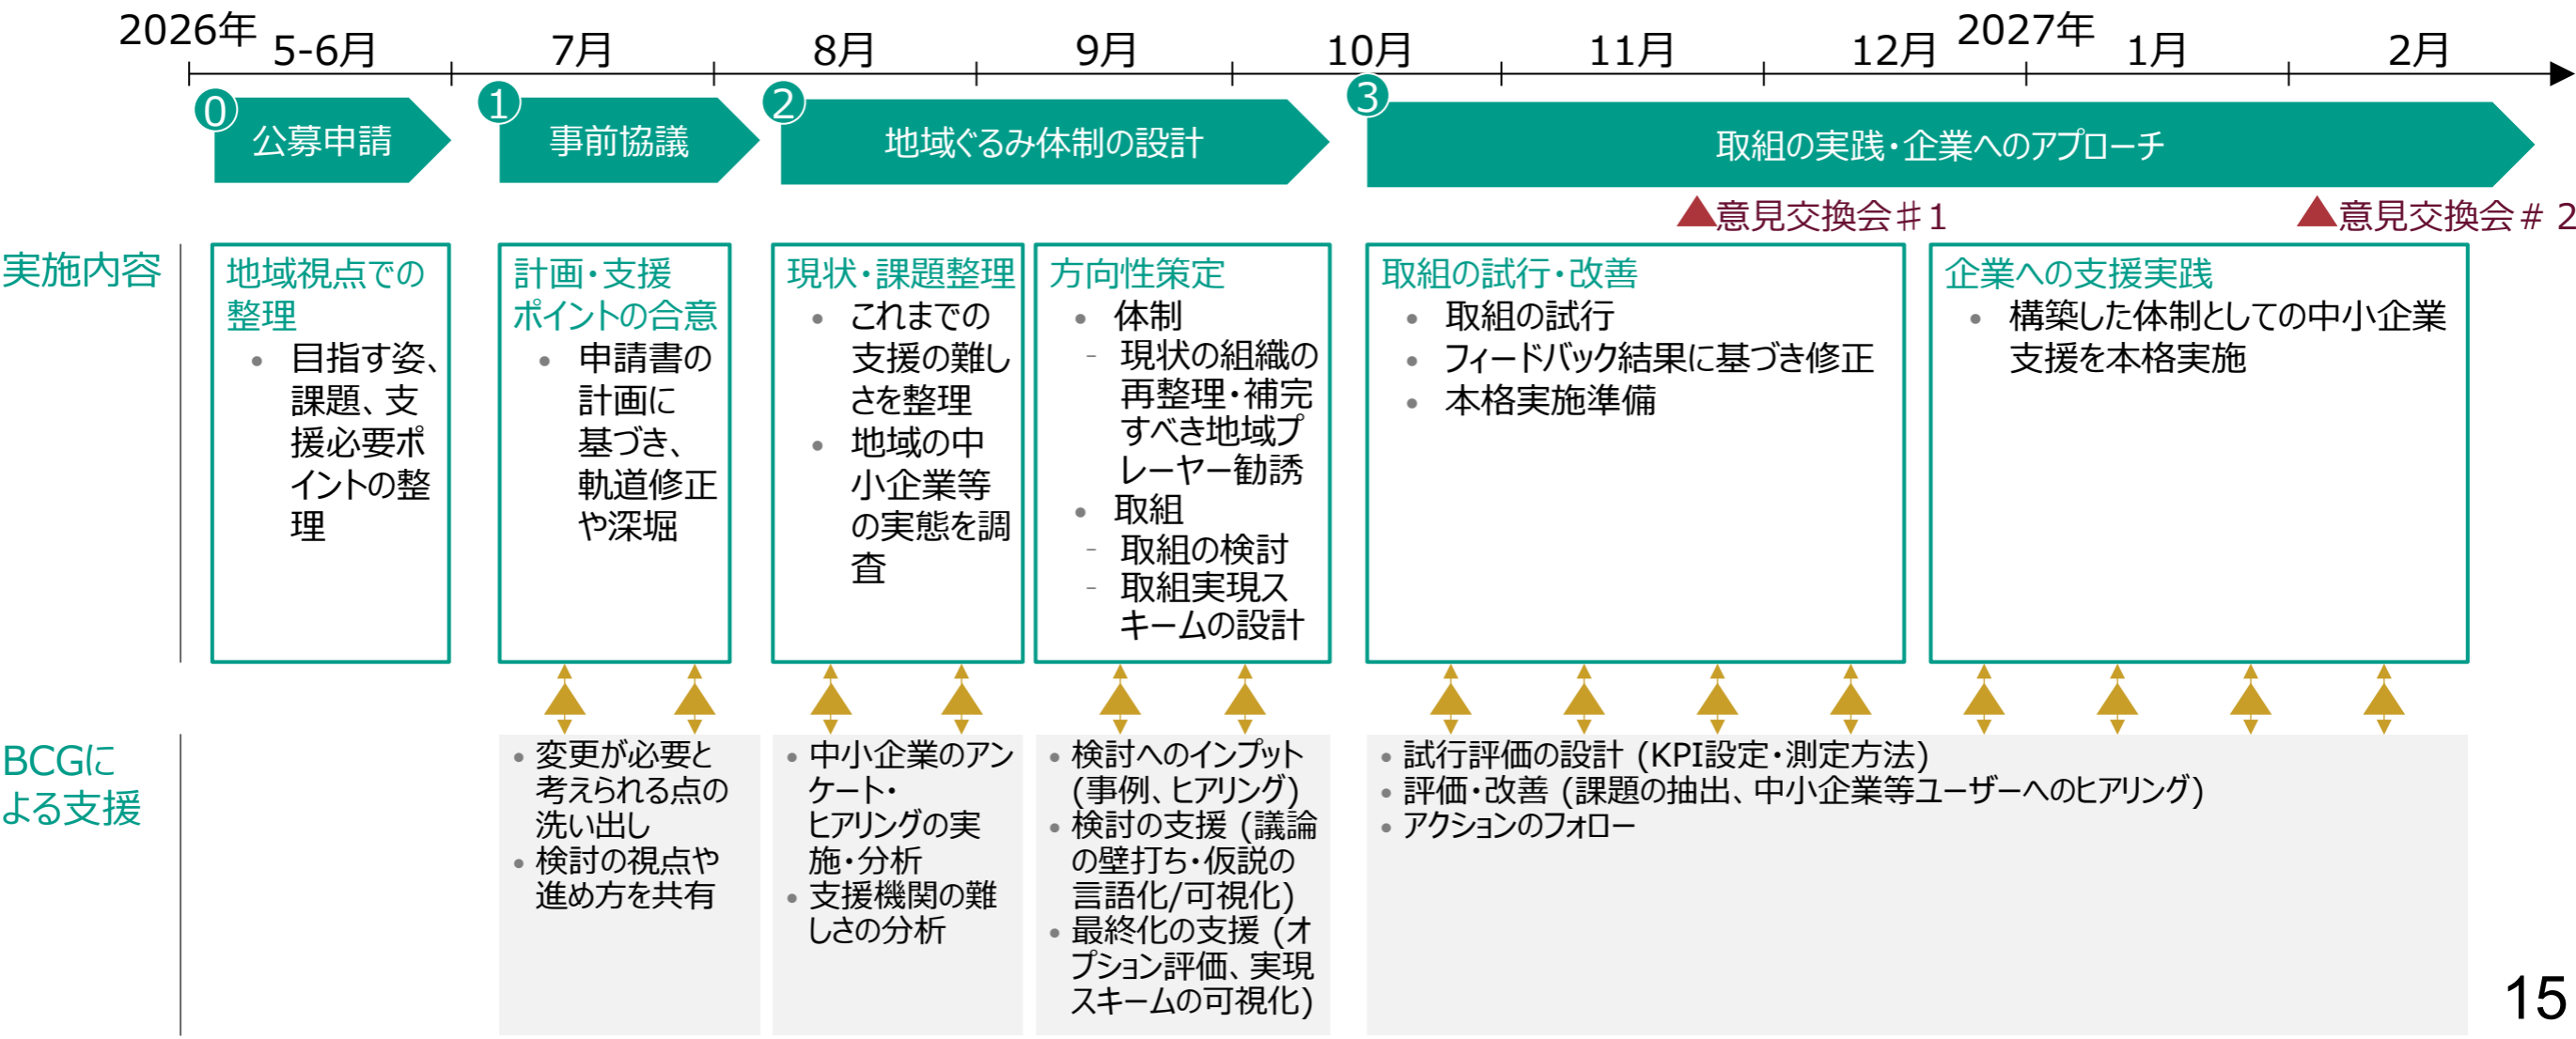 2026年
5-6月
7月
8月
9月
10月
11月
12月
2027年
1月
2月
0
公募申請
1
事前協議
2
地域ぐるみ体制の設計
3
取組の実践・企業へのアプローチ
▲意見交換会＃1
▲意見交換会＃2
実施内容
地域視点での
整理
• 目指す姿、
課題、支
援必要ポ
イントの整
理
計画・支援
ポイントの合意
• 申請書の
計画に
基づき、
軌道修正
や深堀
現状・課題整理
• これまでの
支援の難し
さを整理
• 地域の中
小企業等
の実態を調
査
方向性策定
• 体制
- 現状の組織の
再整理・補完
すべき地域プ
レーヤー勧誘
• 取組
- 取組の検討
- 取組実現ス
キームの設計
取組の試行・改善
• 取組の試行
• フィードバック結果に基づき修正
• 本格実施準備
企業への支援実践
• 構築した体制としての中小企業
支援を本格実施
BCGに
よる支援
• 変更が必要と
考えられる点の
洗い出し
• 検討の視点や
進め方を共有
• 中小企業のアン
ケート・
ヒアリングの実
施・分析
• 支援機関の難
しさの分析
• 検討へのインプット
(事例、ヒアリング)
• 検討の支援 (議論
の壁打ち・仮説の
言語化/可視化)
• 最終化の支援 (オ
プション評価、実現
スキームの可視化)
• 試行評価の設計 (KPI設定・測定方法)
• 評価・改善 (課題の抽出、中小企業等ユーザーへのヒアリング)
• アクションのフォロー
15